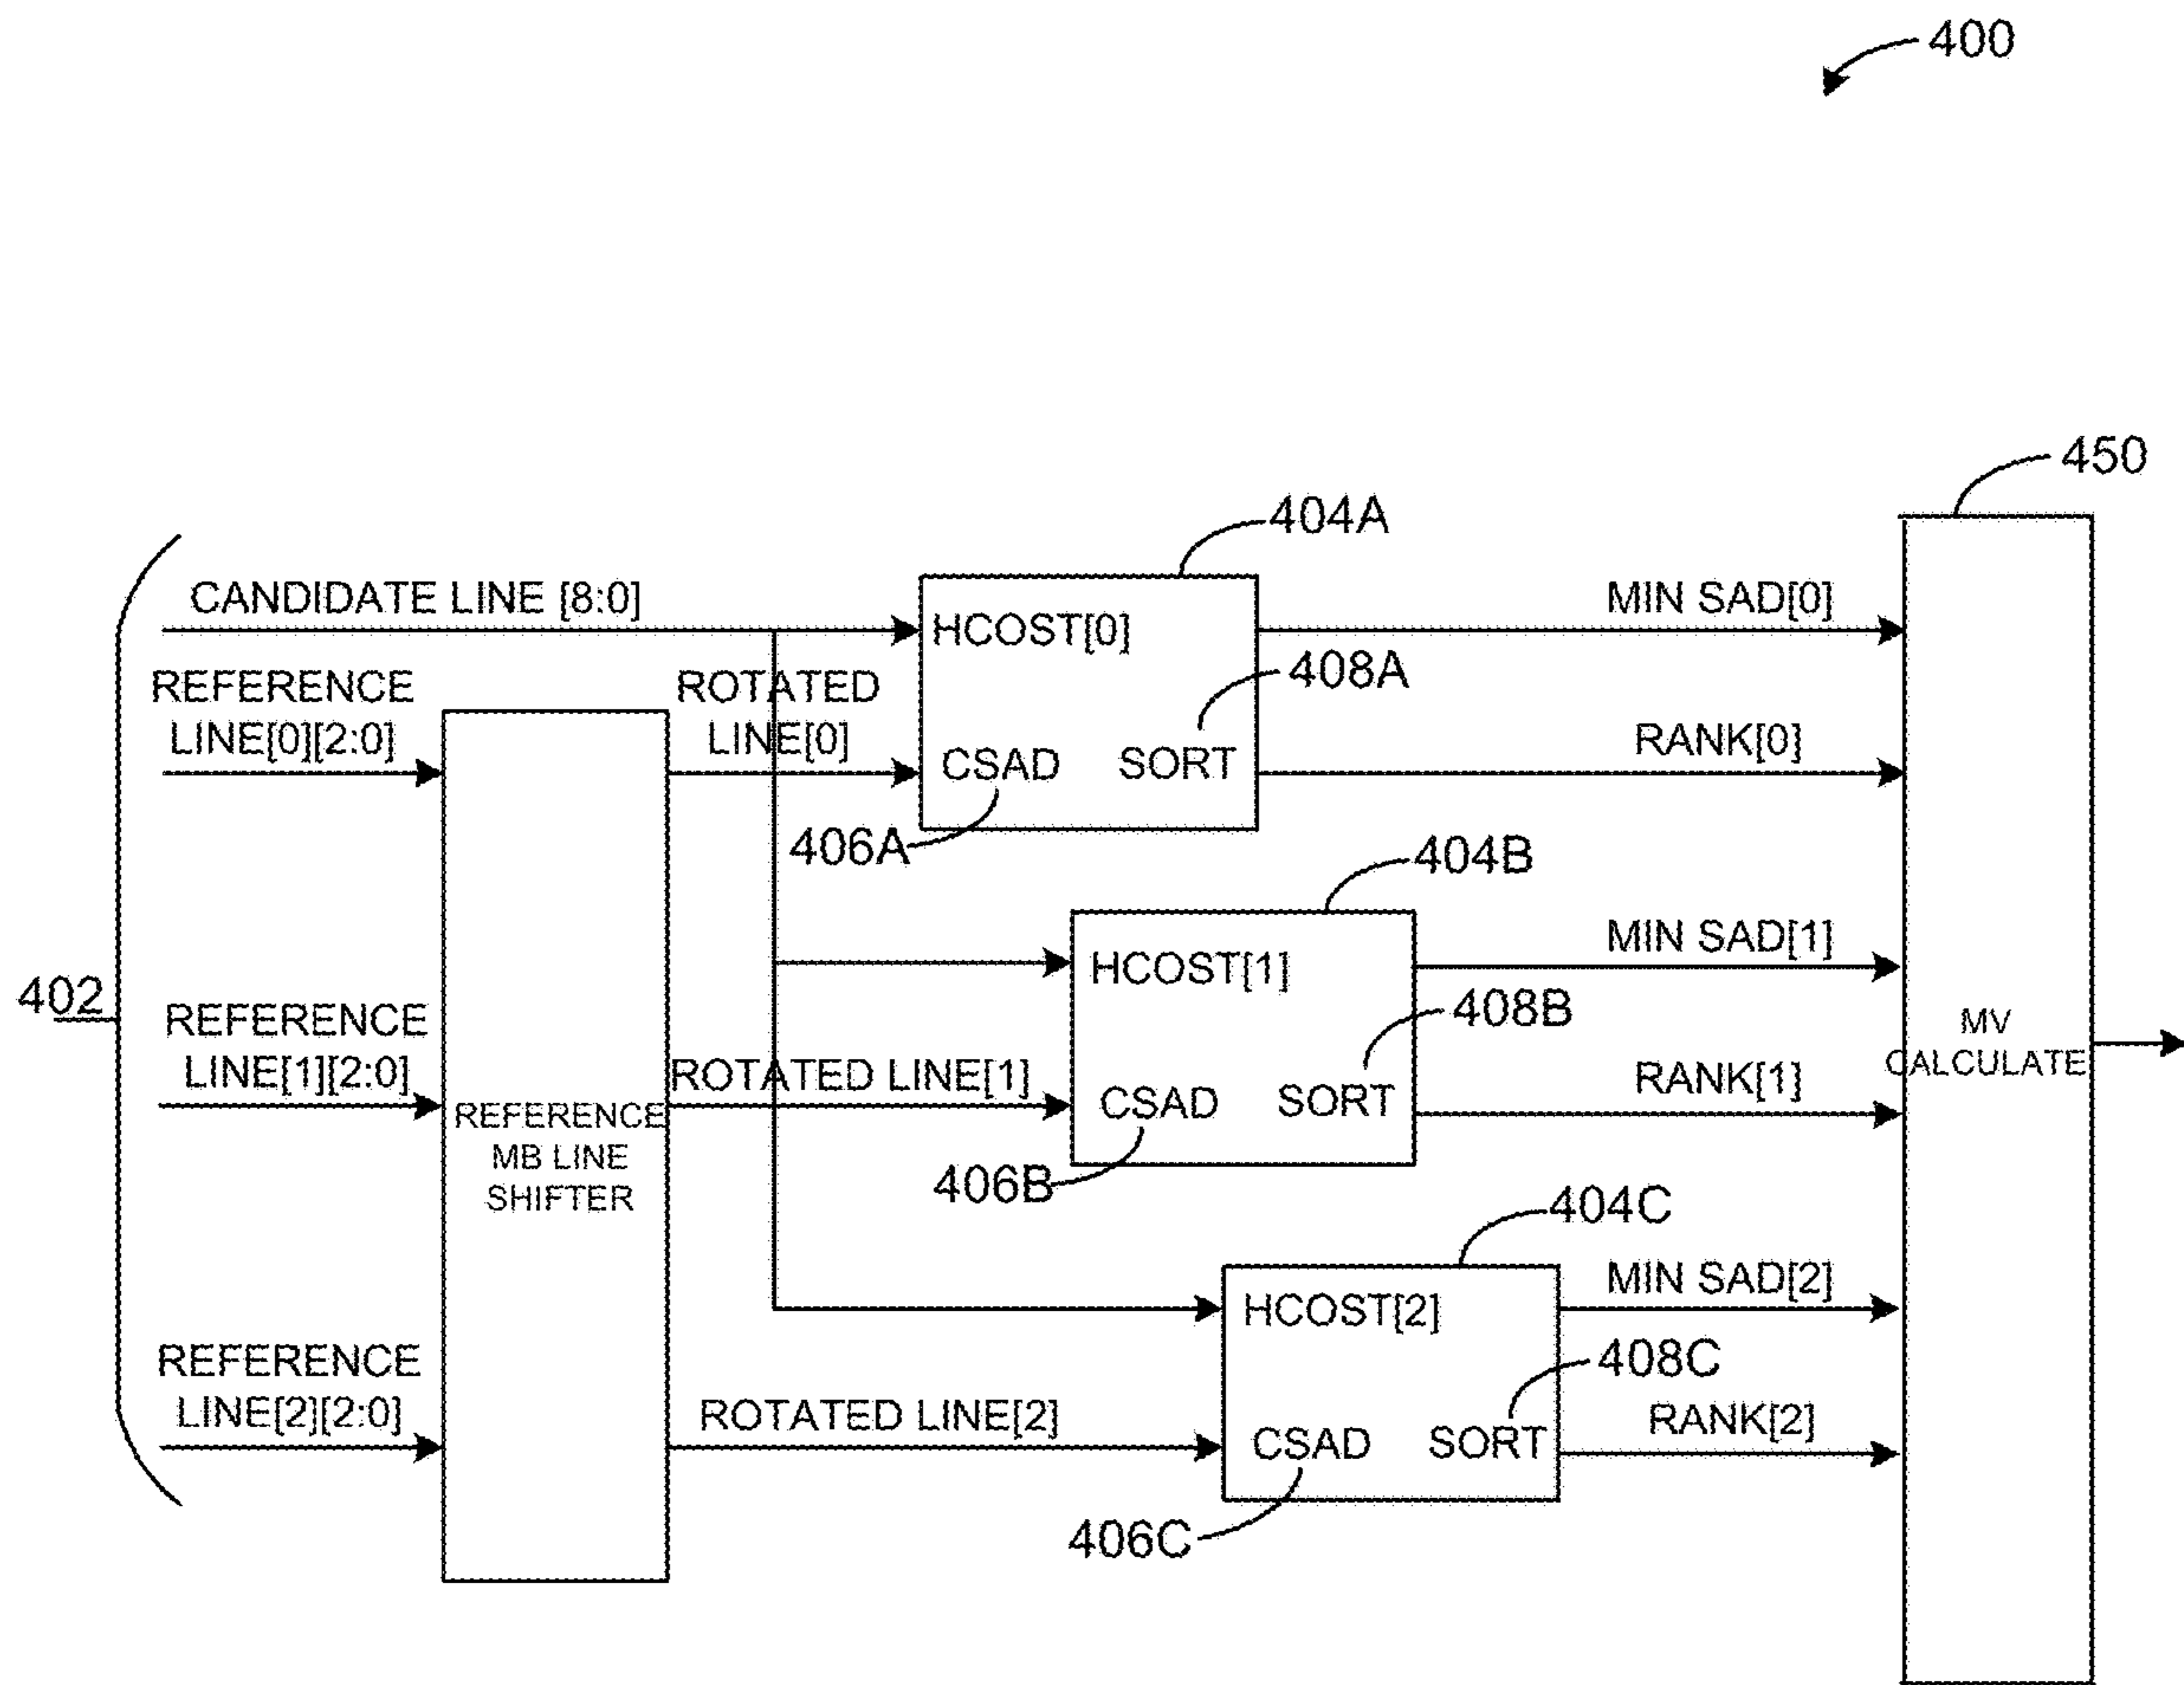 400
450
404A
CANDIDATE LINE [8:0]
HCOST[0]
MIN SAD[0]
REFERENCE
LINE[0][2:0]
ROTATED
LINE[0]
408A
CSAD
SORT
RANK[0]
406A
404B
402
HCOST[1]
MIN SAD[1]
408B
REFERENCE
LINE[1][2:0]
ROTATED LINE[1]
CSAD
SORT
RANK[1]
MV
CALCULATE
REFERENCE
MB LINE
SHIFTER
406B
404C
HCOST[2]
MIN SAD[2]
408C
REFERENCE
LINE[2][2:0]
ROTATED LINE[2]
CSAD
SORT
RANK[2]
406C